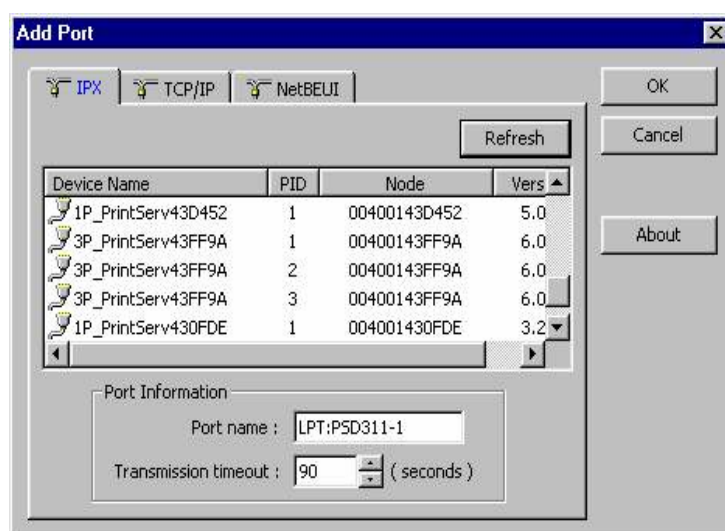 Add Port
IPX TCP/IP NetBEUI OK
Refresh Cancel
Device Name PID Node Vers
1P_PrintServ43D452 1 00400143D452 5.0
3P_PrintServ43FF9A 1 00400143FF9A 6.0 About
3P_PrintServ43FF9A 2 00400143FF9A 6.0
3P_PrintServ43FF9A 3 00400143FF9A 6.0
1P_PrintServ430FDE 1 004001430FDE 3.2
Port Information
Port name : LPT:PSD311-1
Transmission timeout : 90 ( seconds )